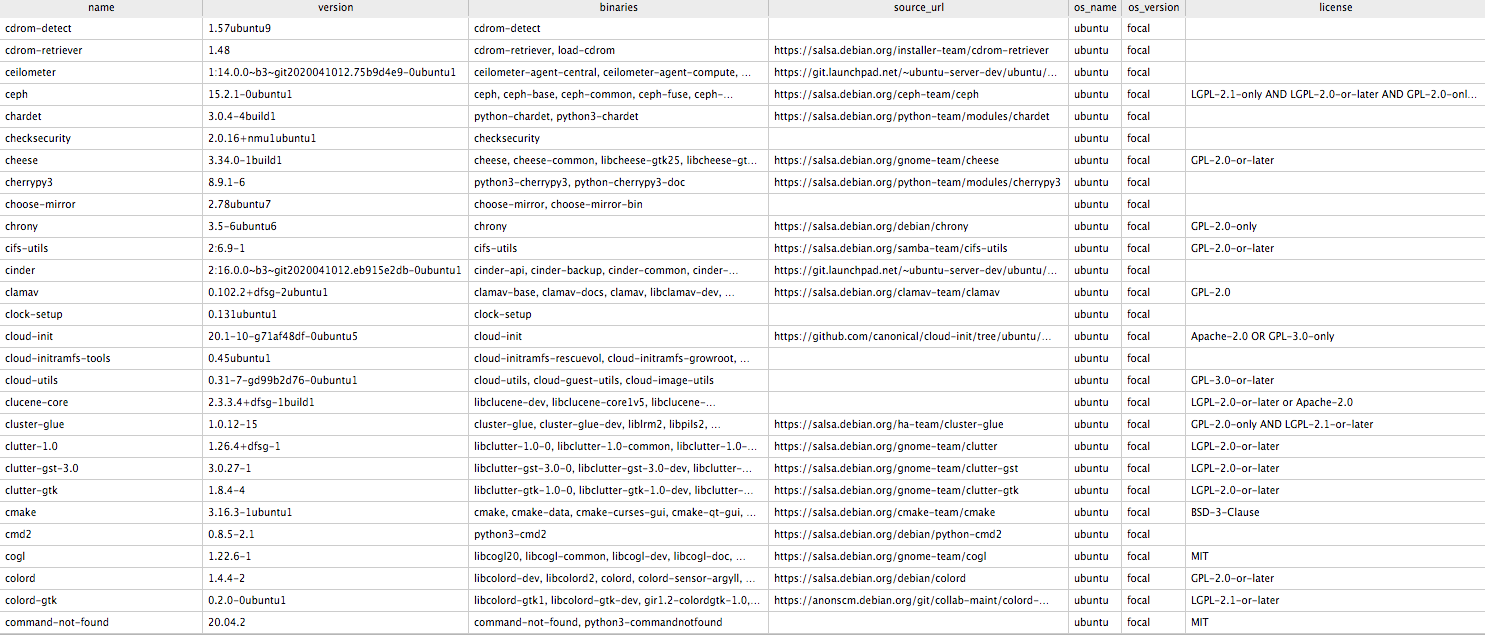 name version binaries source_url os_name os_version license
cdrom-detect 1.57ubuntu9 cdrom-detect ubuntu focal
cdrom-retriever 1.48 cdrom-retriever, load-cdrom https://salsa.debian.org/installer-team/cdrom-retriever ubuntu focal
ceilometer 1:14.0.0~b3~git2020041012.75b9d4e9-0ubuntu1 ceilometer-agent-central, ceilometer-agent-compute, ... https://git.launchpad.net/~ubuntu-server-dev/ubuntu/... ubuntu focal
ceph 15.2.1-0ubuntu1 ceph, ceph-base, ceph-common, ceph-fuse, ceph-... https://salsa.debian.org/ceph-team/ceph ubuntu focal LGPL-2.1-only AND LGPL-2.0-or-later AND GPL-2.0-onl...
chardet 3.0.4-4build1 python-chardet, python3-chardet https://salsa.debian.org/python-team/modules/chardet ubuntu focal
checksecurity 2.0.16+nmu1ubuntu1 checksecurity ubuntu focal
cheese 3.34.0-1build1 cheese, cheese-common, libcheese-gtk25, libcheese-gt... https://salsa.debian.org/gnome-team/cheese ubuntu focal GPL-2.0-or-later
cherrypy3 8.9.1-6 python3-cherrypy3, python-cherrypy3-doc https://salsa.debian.org/python-team/modules/cherrypy3 ubuntu focal
choose-mirror 2.78ubuntu7 choose-mirror, choose-mirror-bin ubuntu focal
chrony 3.5-6ubuntu6 chrony https://salsa.debian.org/debian/chrony ubuntu focal GPL-2.0-only
cifs-utils 2:6.9-1 cifs-utils https://salsa.debian.org/samba-team/cifs-utils ubuntu focal GPL-2.0-or-later
cinder 2:16.0.0~b3~git2020041012.eb915e2db-0ubuntu1 cinder-api, cinder-backup, cinder-common, cinder-... https://git.launchpad.net/~ubuntu-server-dev/ubuntu/... ubuntu focal
clamav 0.102.2+dfsg-2ubuntu1 clamav-base, clamav-docs, clamav, libclamav-dev, ... https://salsa.debian.org/clamav-team/clamav ubuntu focal GPL-2.0
clock-setup 0.131ubuntu1 clock-setup ubuntu focal
cloud-init 20.1-10-g71af48df-0ubuntu5 cloud-init https://github.com/canonical/cloud-init/tree/ubuntu/... ubuntu focal Apache-2.0 OR GPL-3.0-only
cloud-initramfs-tools 0.45ubuntu1 cloud-initramfs-rescuevol, cloud-initramfs-growroot, ... ubuntu focal
cloud-utils 0.31-7-gd99b2d76-0ubuntu1 cloud-utils, cloud-guest-utils, cloud-image-utils ubuntu focal GPL-3.0-or-later
clucene-core 2.3.3.4+dfsg-1build1 libclucene-dev, libclucene-core1v5, libclucene-... ubuntu focal LGPL-2.0-or-later or Apache-2.0
cluster-glue 1.0.12-15 cluster-glue, cluster-glue-dev, liblrm2, libpils2, ... https://salsa.debian.org/ha-team/cluster-glue ubuntu focal GPL-2.0-only AND LGPL-2.1-or-later
clutter-1.0 1.26.4+dfsg-1 libclutter-1.0-0, libclutter-1.0-common, libclutter-1.0-... https://salsa.debian.org/gnome-team/clutter ubuntu focal LGPL-2.0-or-later
clutter-gst-3.0 3.0.27-1 libclutter-gst-3.0-0, libclutter-gst-3.0-dev, libclutter-... https://salsa.debian.org/gnome-team/clutter-gst ubuntu focal LGPL-2.0-or-later
clutter-gtk 1.8.4-4 libclutter-gtk-1.0-0, libclutter-gtk-1.0-dev, libclutter-... https://salsa.debian.org/gnome-team/clutter-gtk ubuntu focal LGPL-2.0-or-later
cmake 3.16.3-1ubuntu1 cmake, cmake-data, cmake-curses-gui, cmake-qt-gui, ... https://salsa.debian.org/cmake-team/cmake ubuntu focal BSD-3-Clause
cmd2 0.8.5-2.1 python3-cmd2 https://salsa.debian.org/debian/python-cmd2 ubuntu focal
cogl 1.22.6-1 libcogl20, libcogl-common, libcogl-dev, libcogl-doc, ... https://salsa.debian.org/gnome-team/cogl ubuntu focal MIT
colord 1.4.4-2 libcolord-dev, libcolord2, colord, colord-sensor-argyll, ... https://salsa.debian.org/debian/colord ubuntu focal GPL-2.0-or-later
colord-gtk 0.2.0-0ubuntu1 libcolord-gtk1, libcolord-gtk-dev, gir1.2-colordgtk-1.0,... https://anonscm.debian.org/git/collab-maint/colord-... ubuntu focal LGPL-2.1-or-later
command-not-found 20.04.2 command-not-found, python3-commandnotfound ubuntu focal MIT